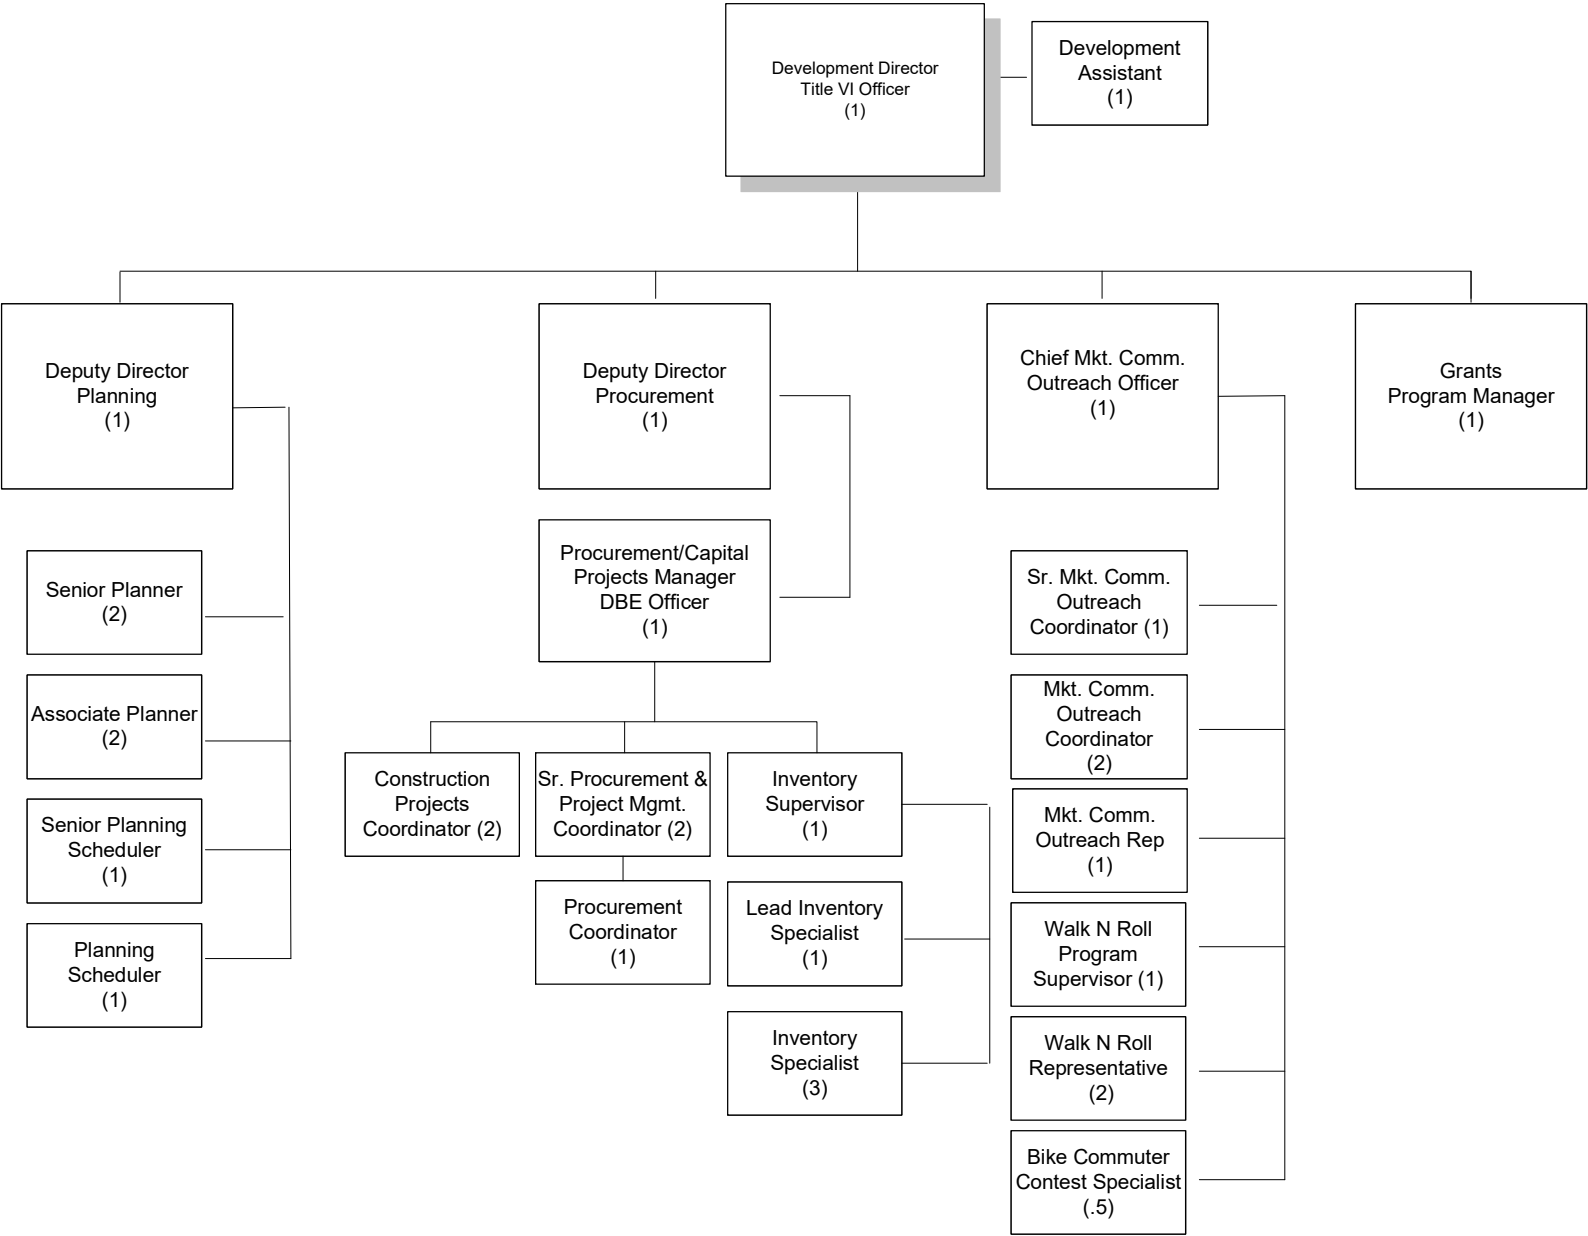 Development Director
Title VI Officer
(1)
Development
Assistant
(1)
Deputy Director
Planning
(1)
Deputy Director
Procurement
(1)
Chief Mkt. Comm.
Outreach Officer
(1)
Grants
Program Manager
(1)
Senior Planner
(2)
Associate Planner
(2)
Senior Planning
Scheduler
(1)
Planning
Scheduler
(1)
Procurement/Capital
Projects Manager
DBE Officer
(1)
Construction
Projects
Coordinator (2)
Sr. Procurement &
Project Mgmt.
Coordinator (2)
Procurement
Coordinator
(1)
Inventory
Supervisor
(1)
Lead Inventory
Specialist
(1)
Inventory
Specialist
(3)
Sr. Mkt. Comm.
Outreach
Coordinator (1)
Mkt. Comm.
Outreach
Coordinator
(2)
Mkt. Comm.
Outreach Rep
(1)
Walk N Roll
Program
Supervisor (1)
Walk N Roll
Representative
(2)
Bike Commuter
Contest Specialist
(.5)